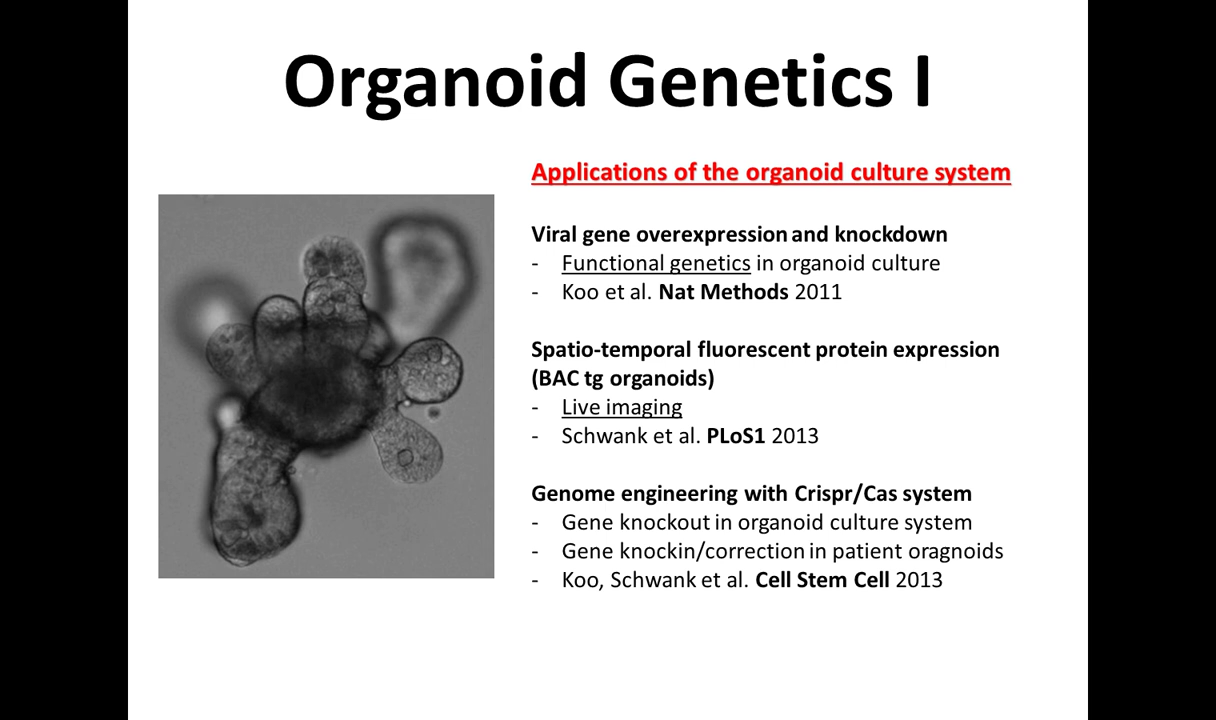 Organoid Genetics I
Applications of the organoid culture system
Viral gene overexpression and knockdown
- Functional genetics in organoid culture
- Koo et al. Nat Methods 2011
Spatio-temporal fluorescent protein expression
(BAC tg organoids)
- Live imaging
- Schwank et al. PLoS1 2013
Genome engineering with Crispr/Cas system
- Gene knockout in organoid culture system
- Gene knockin/correction in patient oragnoids
- Koo, Schwank et al. Cell Stem Cell 2013